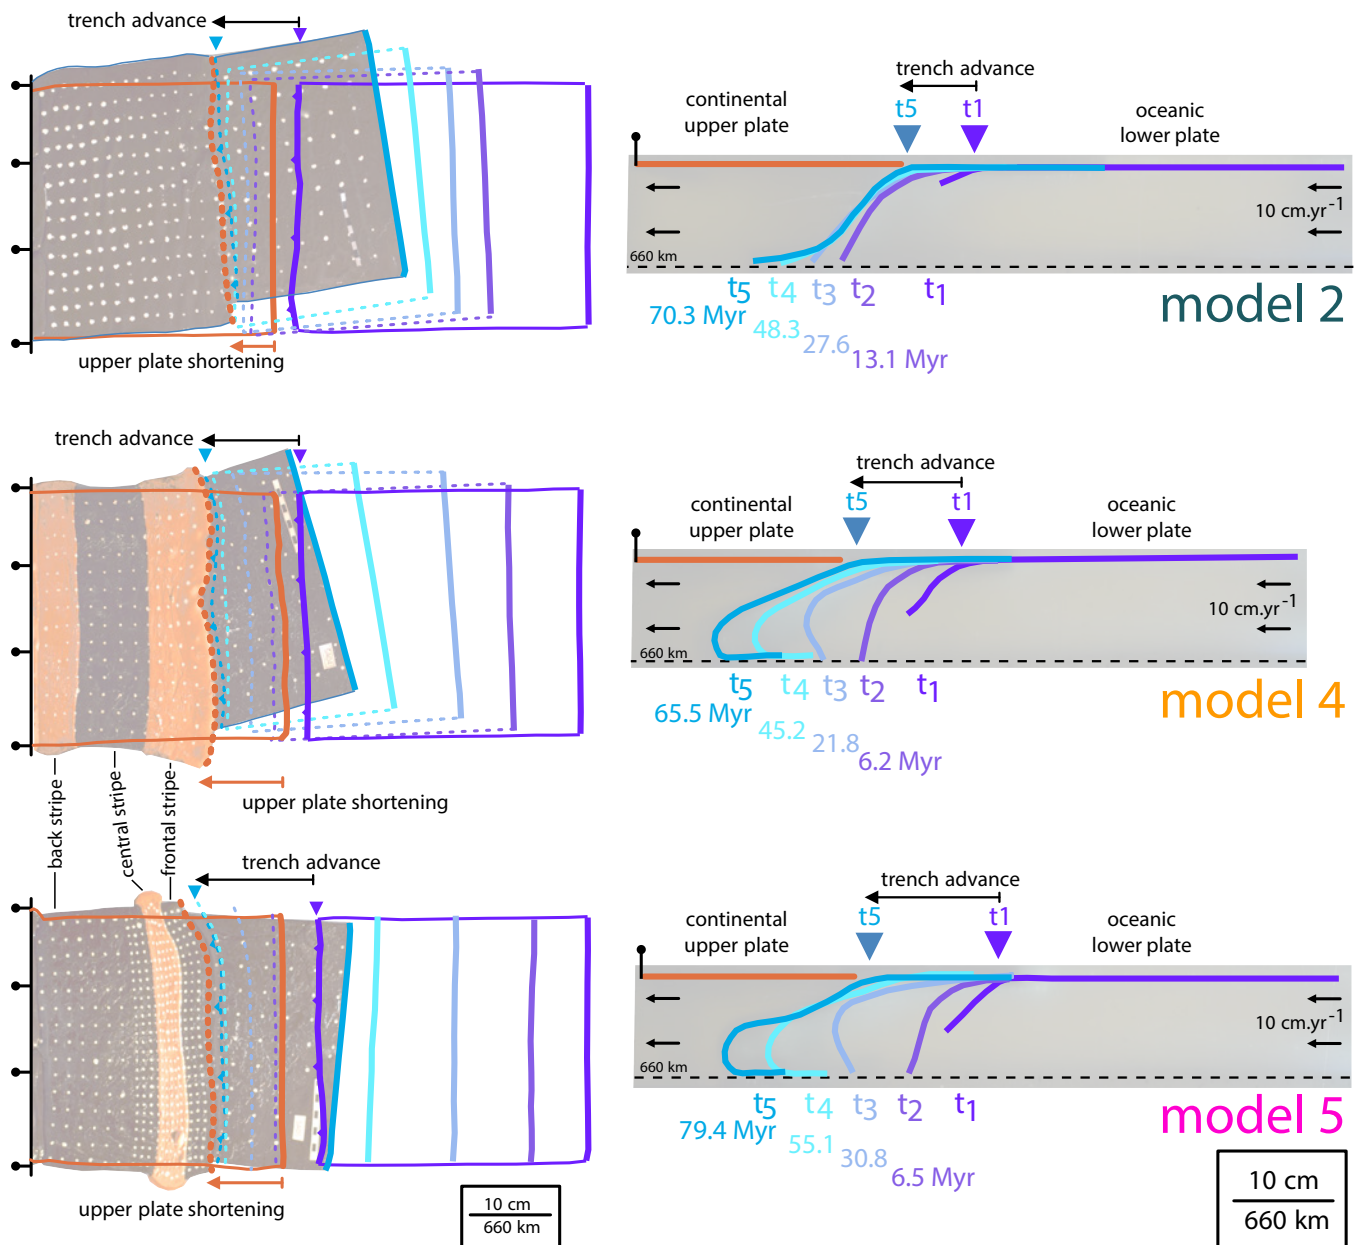 trench advance
upper plate shortening
trench advance
continental
upper plate
t5
t1
oceanic
lower plate
10 cm.yr-1
660 km
t5
t4
t3
t2
t1
70.3 Myr
48.3
27.6
13.1 Myr
model 2
trench advance
upper plate shortening
back stripe
central stripe
frontal stripe
trench advance
continental
upper plate
t5
t1
oceanic
lower plate
10 cm.yr-1
660 km
t5
t4
t3
t2
t1
65.5 Myr
45.2
21.8
6.2 Myr
model 4
trench advance
upper plate shortening
10 cm
660 km
trench advance
continental
upper plate
t5
t1
oceanic
lower plate
10 cm.yr-1
660 km
t5
t4
t3
t2
t1
79.4 Myr
55.1
30.8
6.5 Myr
model 5
10 cm
660 km